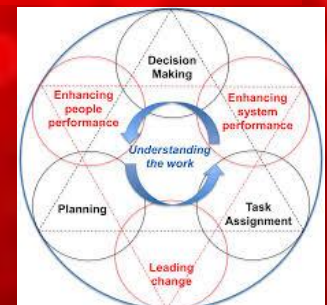 Decision
Making
Enhancing
people
performance
Enhancing
system
performance
Understanding
the work
Planning
Task
Assignment
Leading
change